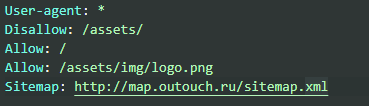 User-agent: *
Disallow: /assets/
Allow: /
Allow: /assets/img/logo.png
Sitemap: http://map.outouch.ru/sitemap.xml